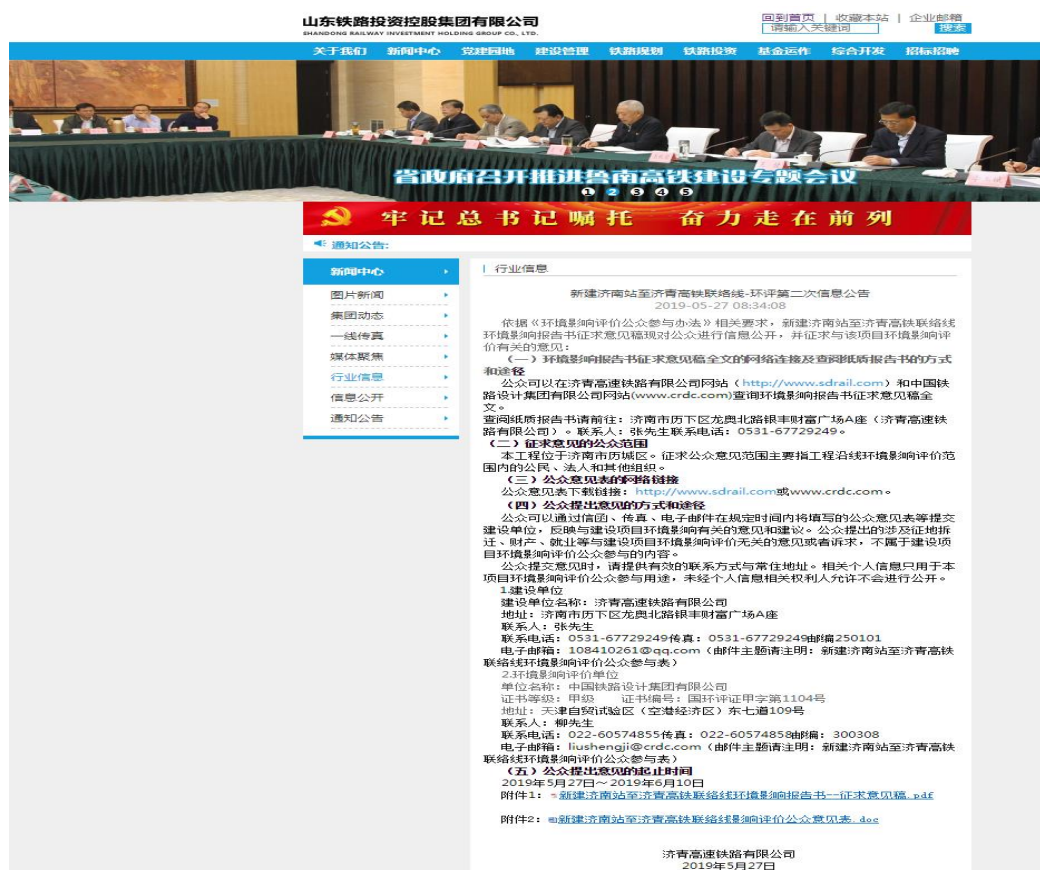 山东铁路投资控股集团有限公司
SHANDONG RAILWAY INVESTMENT HOLDING GROUP CO., LTD.
回到首页 | 收藏本站 | 企业邮箱
请输入关键词 搜索
关于我们 新闻中心 党建园地 建设管理 铁路规划 铁路投资 基金运作 综合开发 招标招聘
省政府召开推进鲁南高铁建设专题会议
1 2 3 4 5
牢记总书记嘱托 奋力走在前列
通知公告:
新闻中心
图片新闻
集团动态
一线传真
媒体聚焦
行业信息
信息公开
通知公告
行业信息
新建济南站至济青高铁联络线-环评第二次信息公告
2019-05-27 08:34:08
依据《环境影响评价公众参与办法》相关要求，新建济南站至济青高铁联络线
环境影响报告书征求意见稿现对公众进行信息公开，并征求与该项目环境影响评
价有关的意见：
（一）环境影响报告书征求意见稿全文的网络连接及查阅纸质报告书的方式
和途径
公众可以在济青高速铁路有限公司网站（http://www.sdrail.com）和中国铁
路设计集团有限公司网站(www.crdc.com)查询环境影响报告书征求意见稿全
文。
查阅纸质报告书请前往：济南市历下区龙奥北路银丰财富广场A座（济青高速铁
路有限公司）。联系人：张先生联系电话：0531-67729249。
（二）征求意见的公众范围
本工程位于济南市历城区。征求公众意见范围主要指工程沿线环境影响评价范
围内的公民、法人和其他组织。
（三）公众意见表的网络链接
公众意见表下载链接：http://www.sdrail.com或www.crdc.com。
（四）公众提出意见的方式和途径
公众可以通过信函、传真、电子邮件在规定时间内将填写的公众意见表等提交
建设单位，反映与建设项目环境影响有关的意见和建议。公众提出的涉及征地拆
迁、财产、就业等与建设项目环境影响评价无关的意见或者诉求，不属于建设项
目环境影响评价公众参与的内容。
公众提交意见时，请提供有效的联系方式与常住地址。相关个人信息只用于本
项目环境影响评价公众参与用途，未经个人信息相关权利人允许不会进行公开。
1.建设单位
建设单位名称：济青高速铁路有限公司
地址：济南市历下区龙奥北路银丰财富广场A座
联系人：张先生
联系电话：0531-67729249传真：0531-67729249邮编250101
电子邮箱：108410261@qq.com（邮件主题请注明：新建济南站至济青高铁
联络线环境影响评价公众参与表）
2.环境影响评价单位
单位名称：中国铁路设计集团有限公司
证书等级：甲级 证书编号：国环评证甲字第1104号
地址：天津自贸试验区（空港经济区）东七道109号
联系人：柳先生
联系电话：022-60574855传真：022-60574858邮编：300308
电子邮箱：liushengji@crdc.com（邮件主题请注明：新建济南站至济青高铁
联络线环境影响评价公众参与表）
（五）公众提出意见的起止时间
2019年5月27日～2019年6月10日
附件1：新建济南站至济青高铁联络线环境影响报告书--征求意见稿.pdf
附件2：新建济南站至济青高铁联络线影响评价公众意见表.doc
济青高速铁路有限公司
2019年5月27日